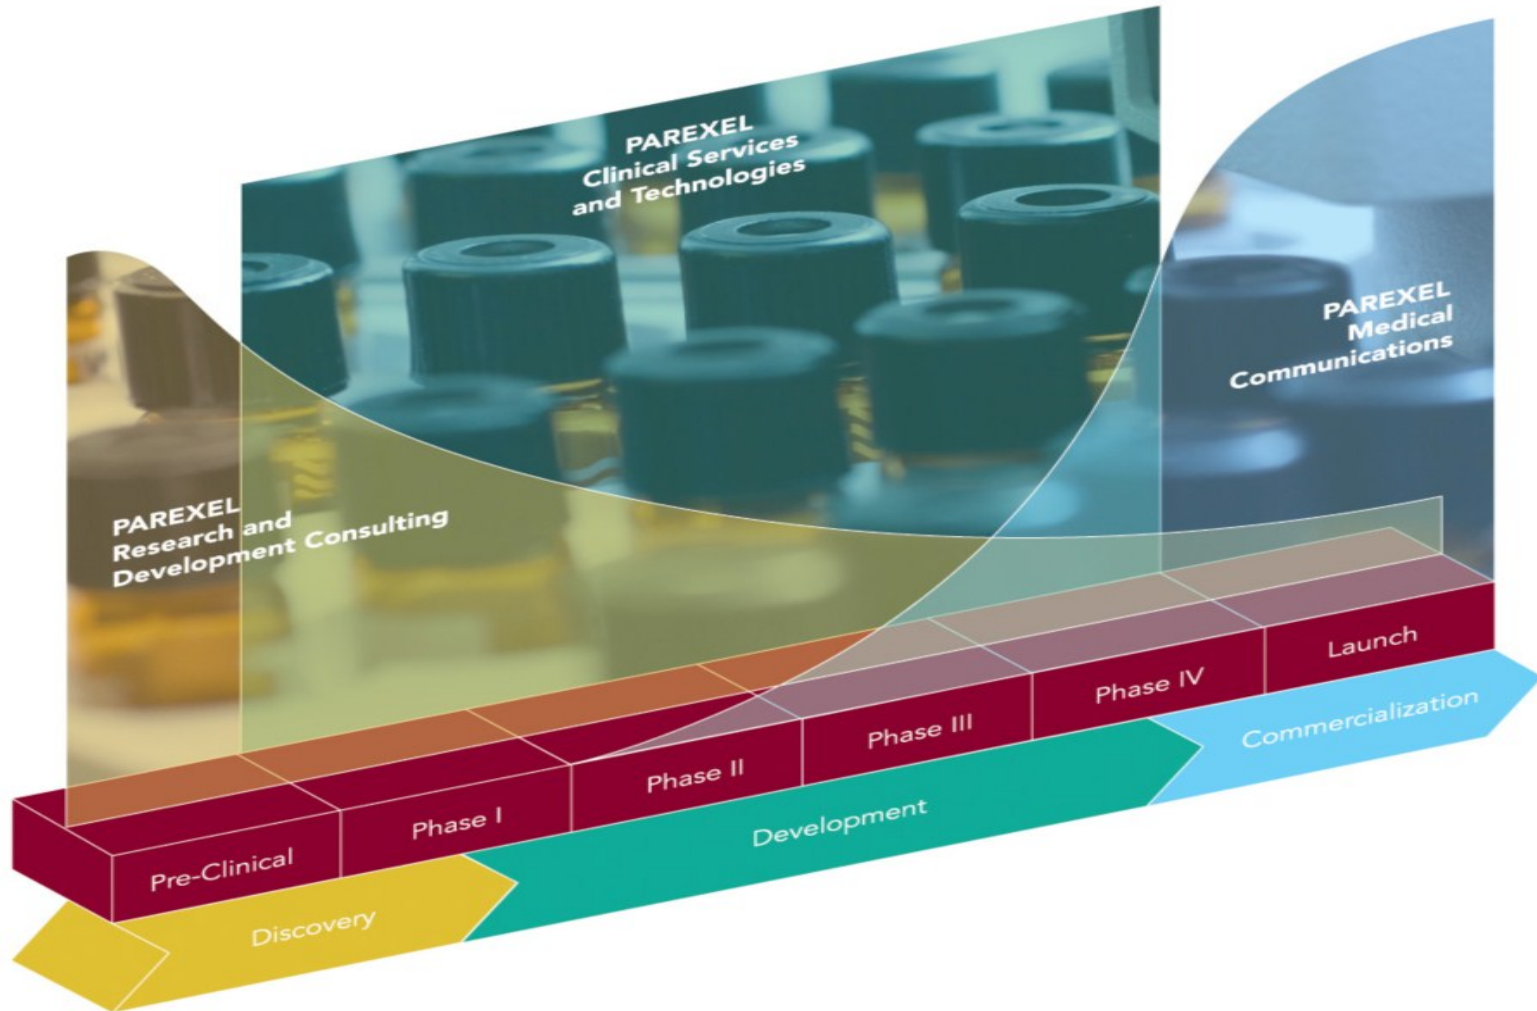 PAREXEL
Clinical Services
and Technologies
PAREXEL
Medical
Communications
PAREXEL
Research and
Development Consulting
Pre-Clinical
Phase I
Phase II
Phase III
Phase IV
Launch
Discovery
Development
Commercialization